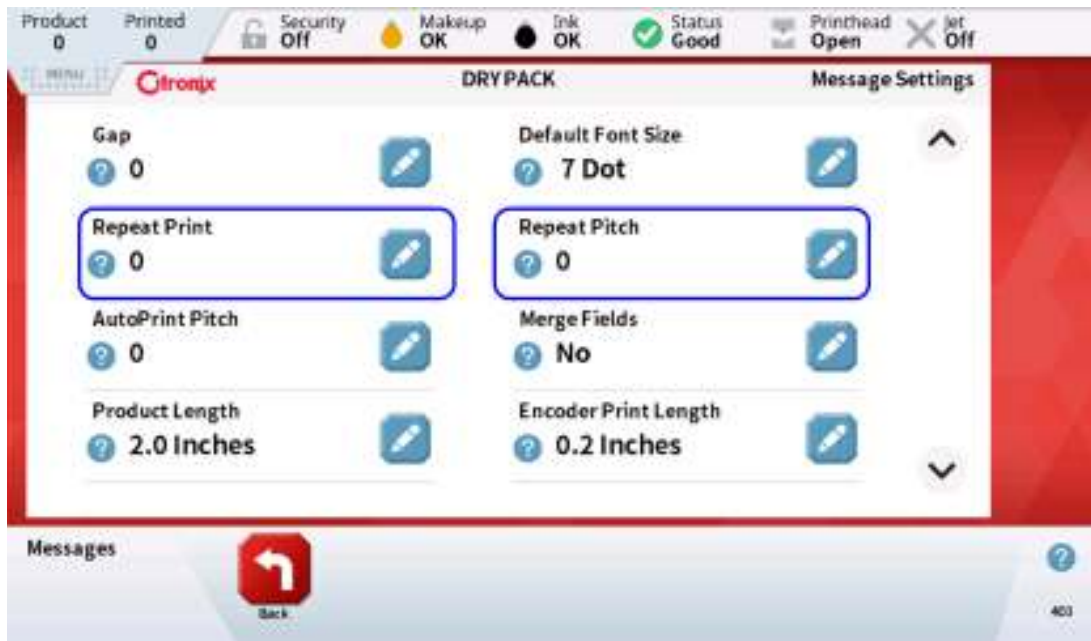 Product
0
Printed
0
Security
Off
Makeup
OK
Ink
OK
Status
Good
Printhead
Open
Jet
Off
MENU
Citronix
DRY PACK
Message Settings
Gap
? 0
Default Font Size
? 7 Dot
Repeat Print
? 0
Repeat Pitch
? 0
AutoPrint Pitch
? 0
Merge Fields
? No
Product Length
? 2.0 Inches
Encoder Print Length
? 0.2 Inches
Messages
Back
?
403